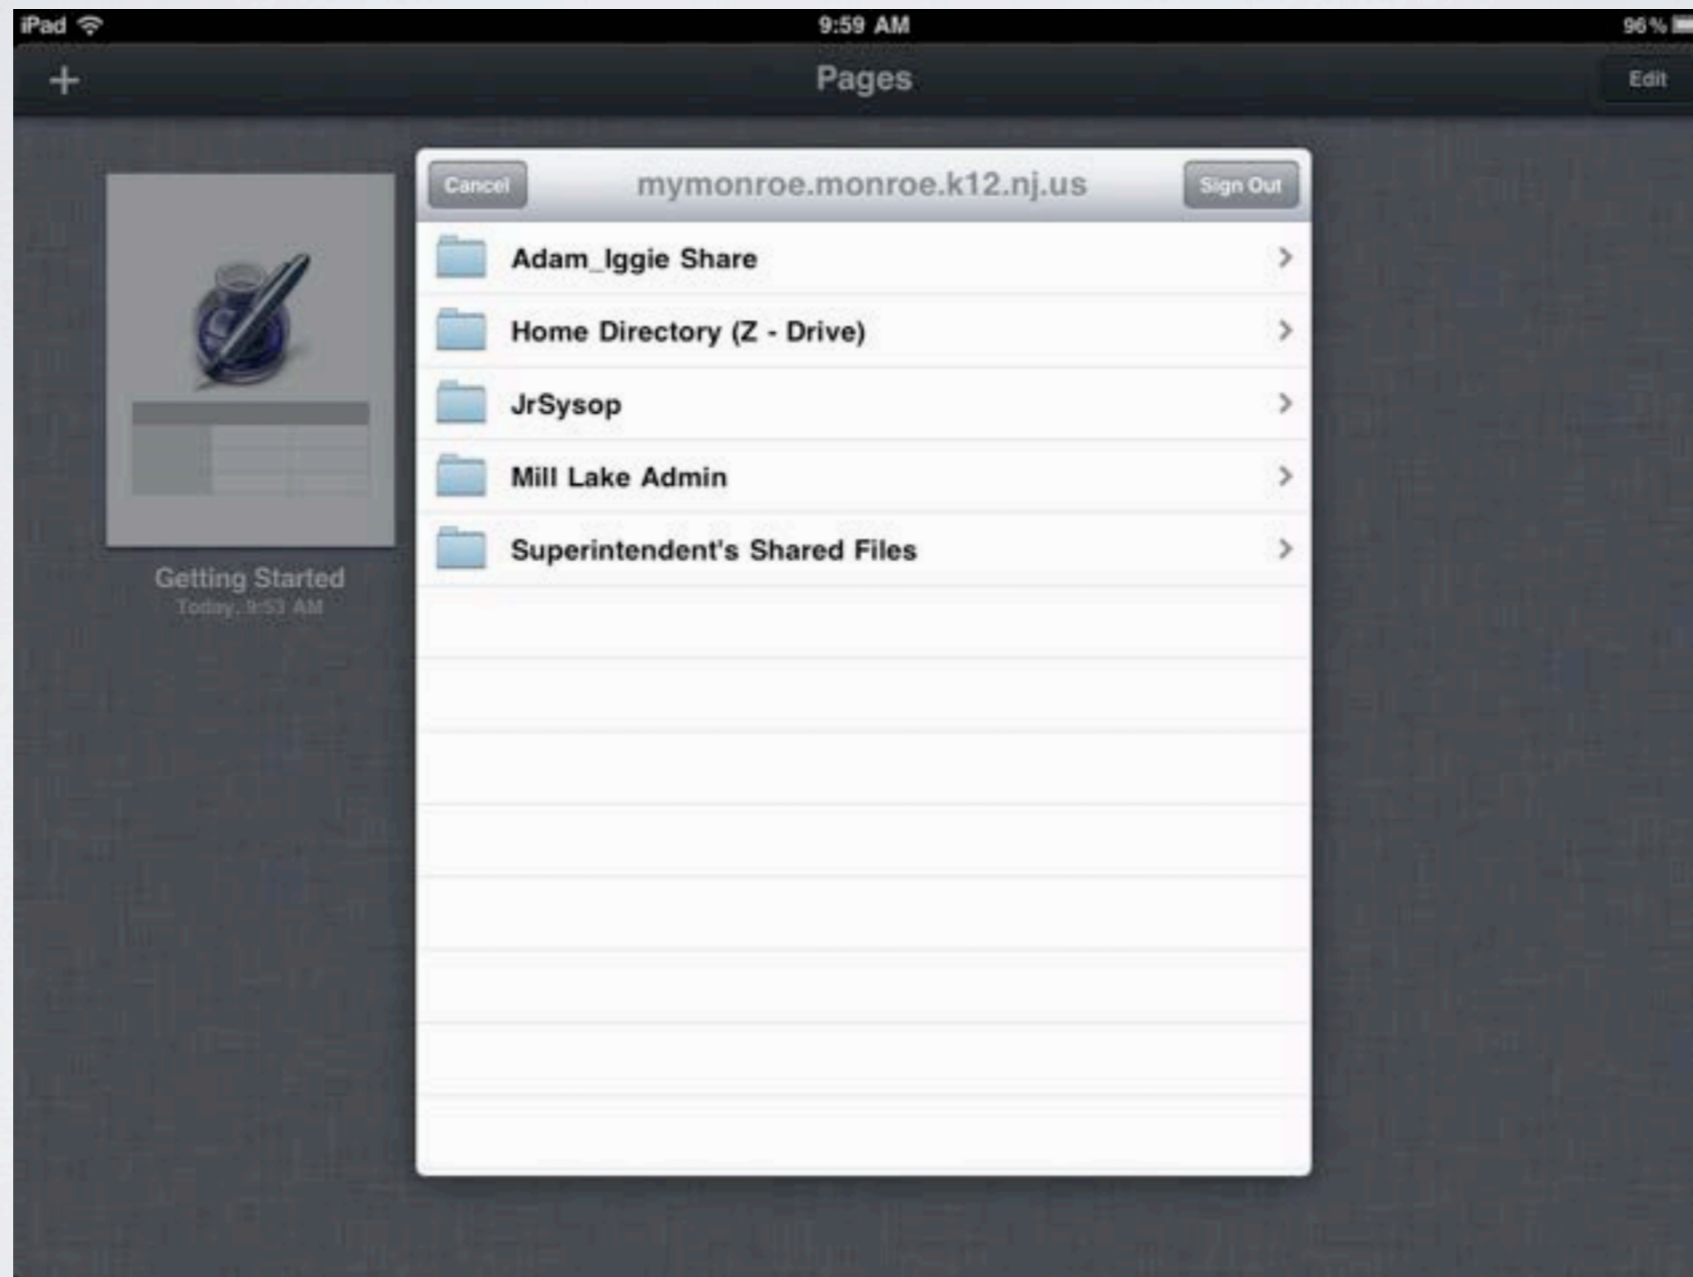 iPad 9:59 AM 96%
+ Pages Edit
Cancel mymonroe.monroe.k12.nj.us Sign Out
Adam_Iggie Share
Home Directory (Z - Drive)
JrSysop
Mill Lake Admin
Superintendent's Shared Files
Getting Started
Today, 9:53 AM